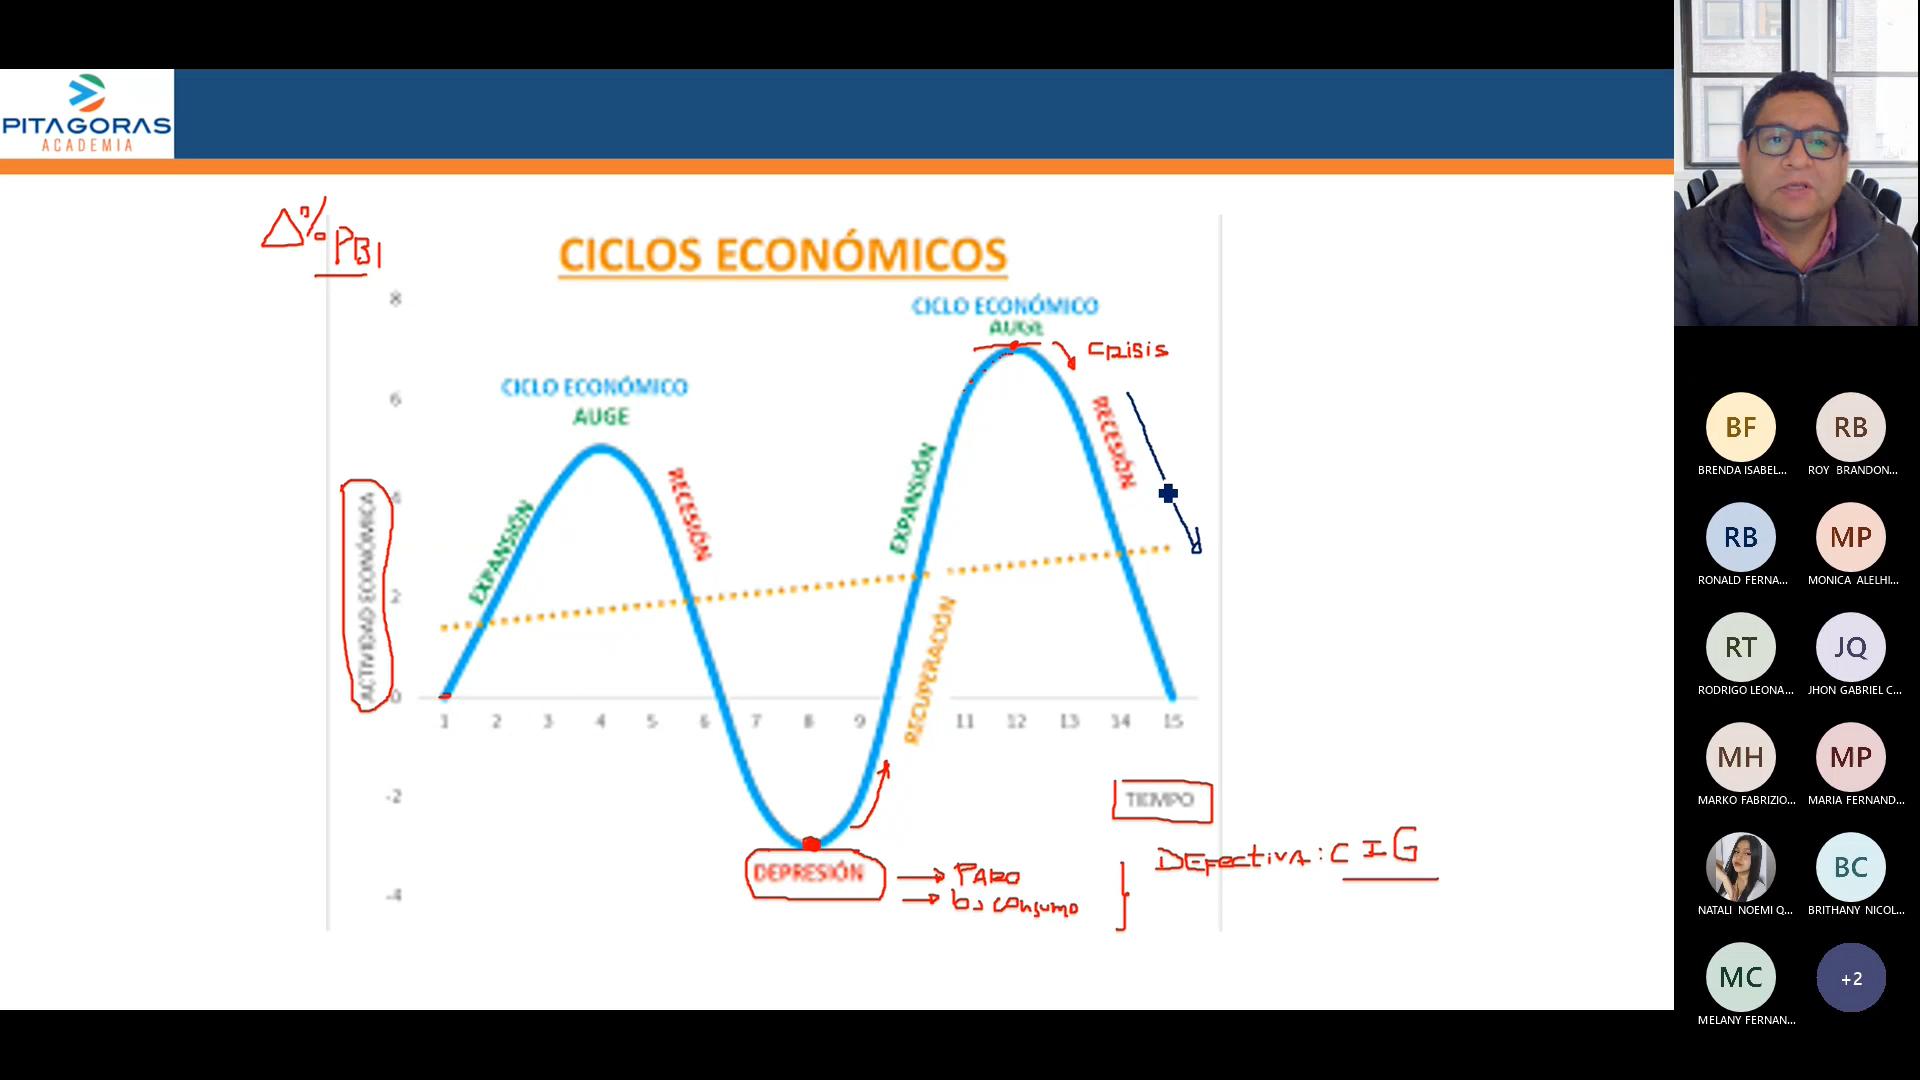 PITAGORAS
ACADEMIA
Δ% PBI
CICLOS ECONÓMICOS
CICLO ECONÓMICO
AUGE
crisis
CICLO ECONÓMICO
AUGE
EXPANSIÓN
RECESIÓN
EXPANSIÓN
RECESIÓN
RECUPERACIÓN
ACTIVIDAD ECONÓMICA
8
6
4
2
0
-2
-4
1 2 3 4 5 6 7 8 9 11 12 13 14 15
TIEMPO
DEPRESIÓN
→ PARO
→ b> consumo
DEfectiva: C I G
BF
BRENDA ISABEL...
RB
ROY BRANDON...
RB
RONALD FERNA...
MP
MONICA ALELHI...
RT
RODRIGO LEONA...
JQ
JHON GABRIEL C...
MH
MARKO FABRIZIO...
MP
MARIA FERNAND...
NATALI NOEMI Q...
BC
BRITHANY NICOL...
MC
MELANY FERNAN...
+2